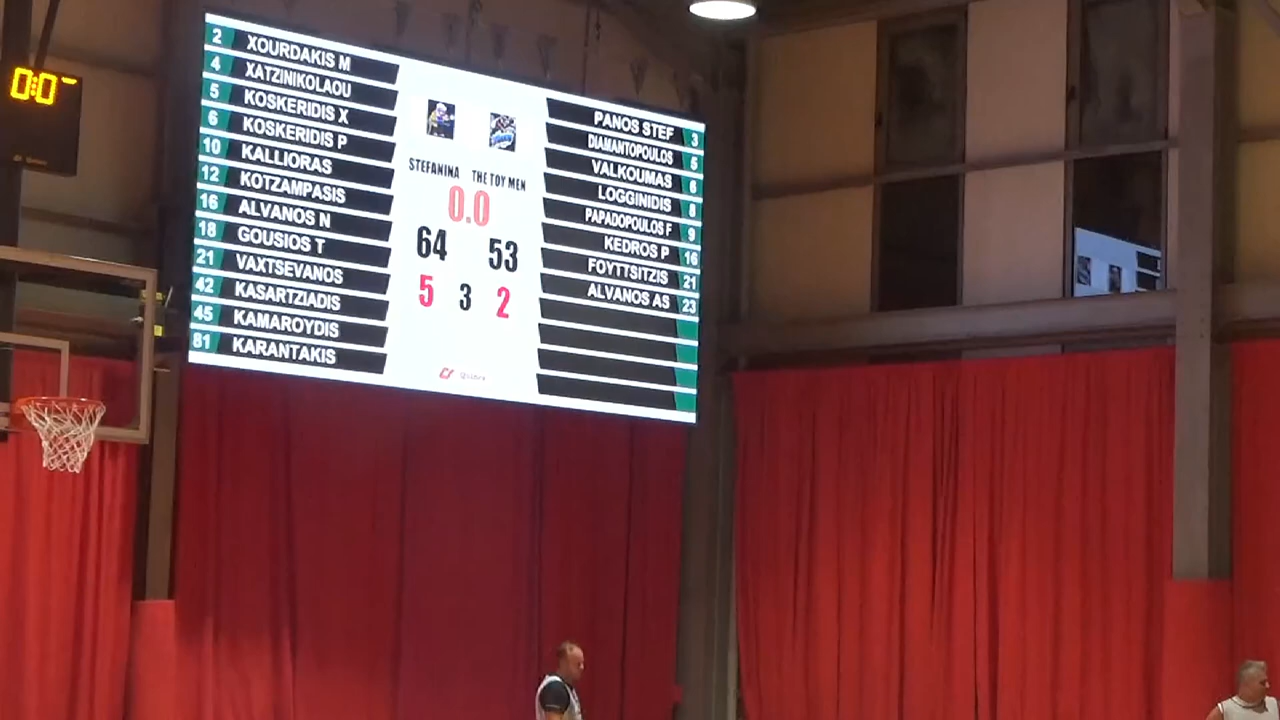 0:0
2 XOURDAKIS M
4 XATZINIKOLAOU
5 KOSKERIDIS X
6 KOSKERIDIS P
10 KALLIORAS
12 KOTZAMPASIS
16 ALVANOS N
18 GOUSIOS T
21 VAXTSEVANOS
42 KASARTZIADIS
45 KAMAROYDIS
81 KARANTAKIS
STEFANINA THE TOY MEN
0.0
64 53
5 3 2
PANOS STEF 3
DIAMANTOPOULOS 5
VALKOUMAS 6
LOGGINIDIS 8
PAPADOPOULOS F 9
KEDROS P 16
FOYTTSITZIS 21
ALVANOS AS 23